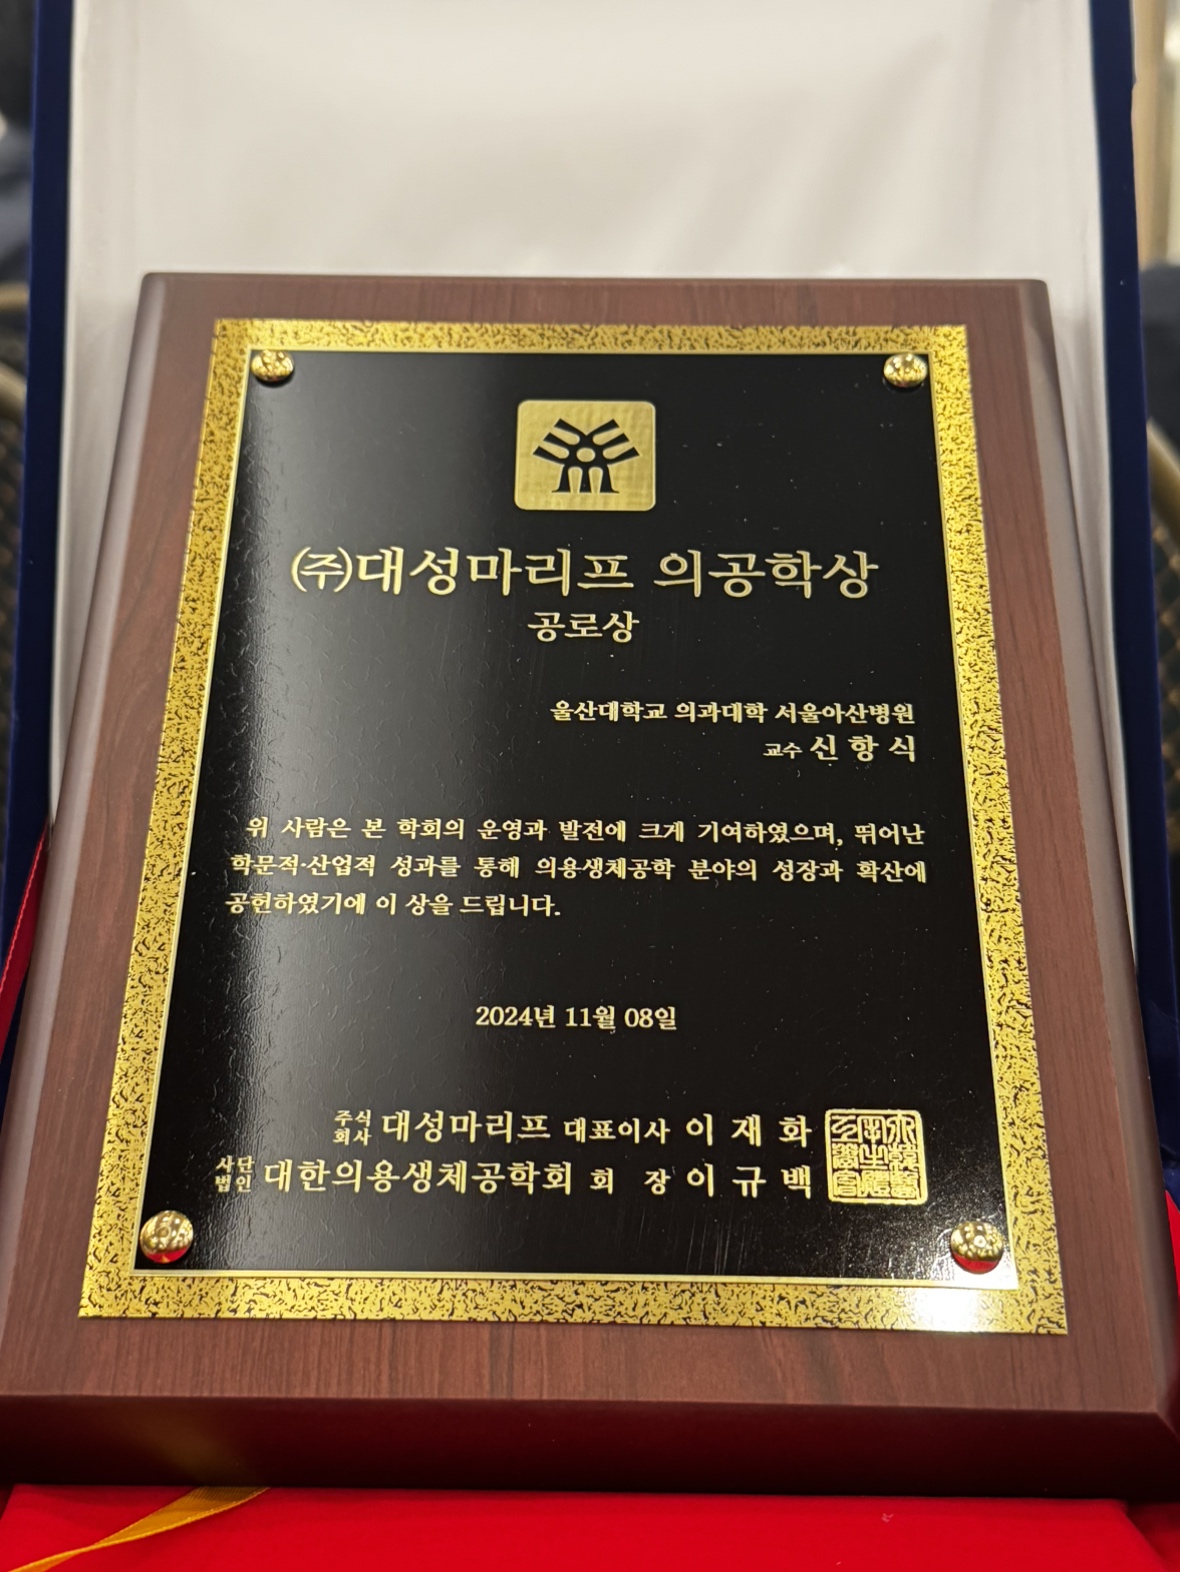 ㈜대성마리프 의공학상
공로상
울산대학교 의과대학 서울아산병원
교수 신 항 식
위 사람은 본 학회의 운영과 발전에 크게 기여하였으며, 뛰어난
학문적·산업적 성과를 통해 의용생체공학 분야의 성장과 확산에
공헌하였기에 이 상을 드립니다.
2024년 11월 08일
주식회사 대성마리프 대표이사 이 재 화
사단법인 대한의용생체공학회 회 장 이 규 백